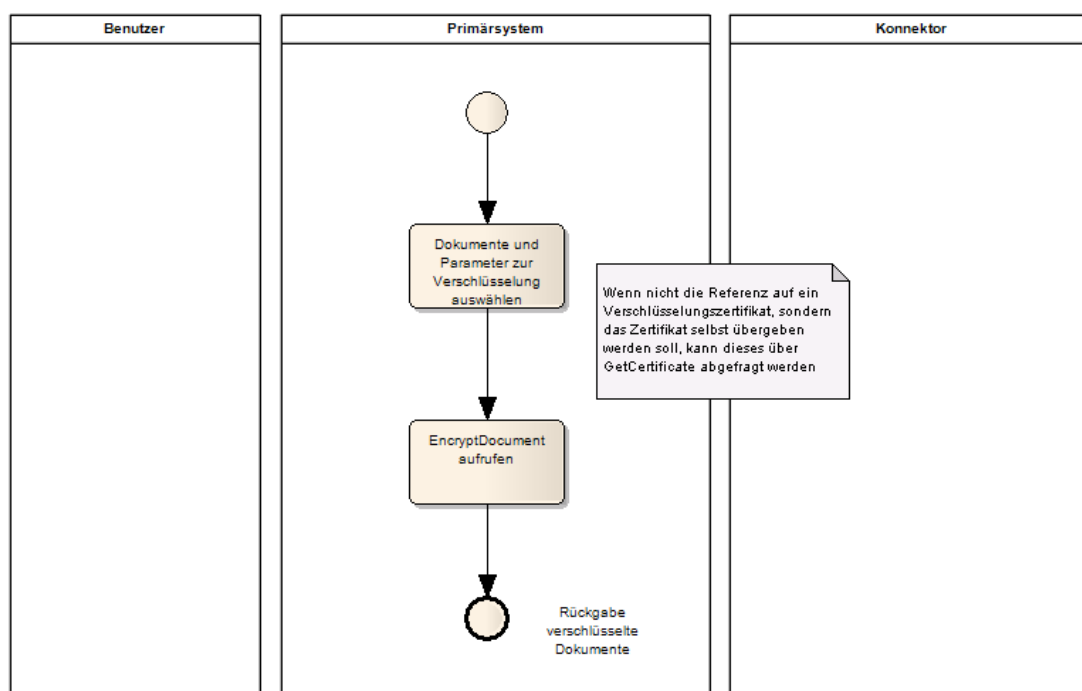 Benutzer
Primärsystem
Konnektor
Dokumente und
Parameter zur
Verschlüsselung
auswählen
Wenn nicht die Referenz auf ein
Verschlüsselungszertifikat, sondern
das Zertifikat selbst übergeben
werden soll, kann dieses über
GetCertificate abgefragt werden
EncryptDocument
aufrufen
Rückgabe
verschlüsselte
Dokumente